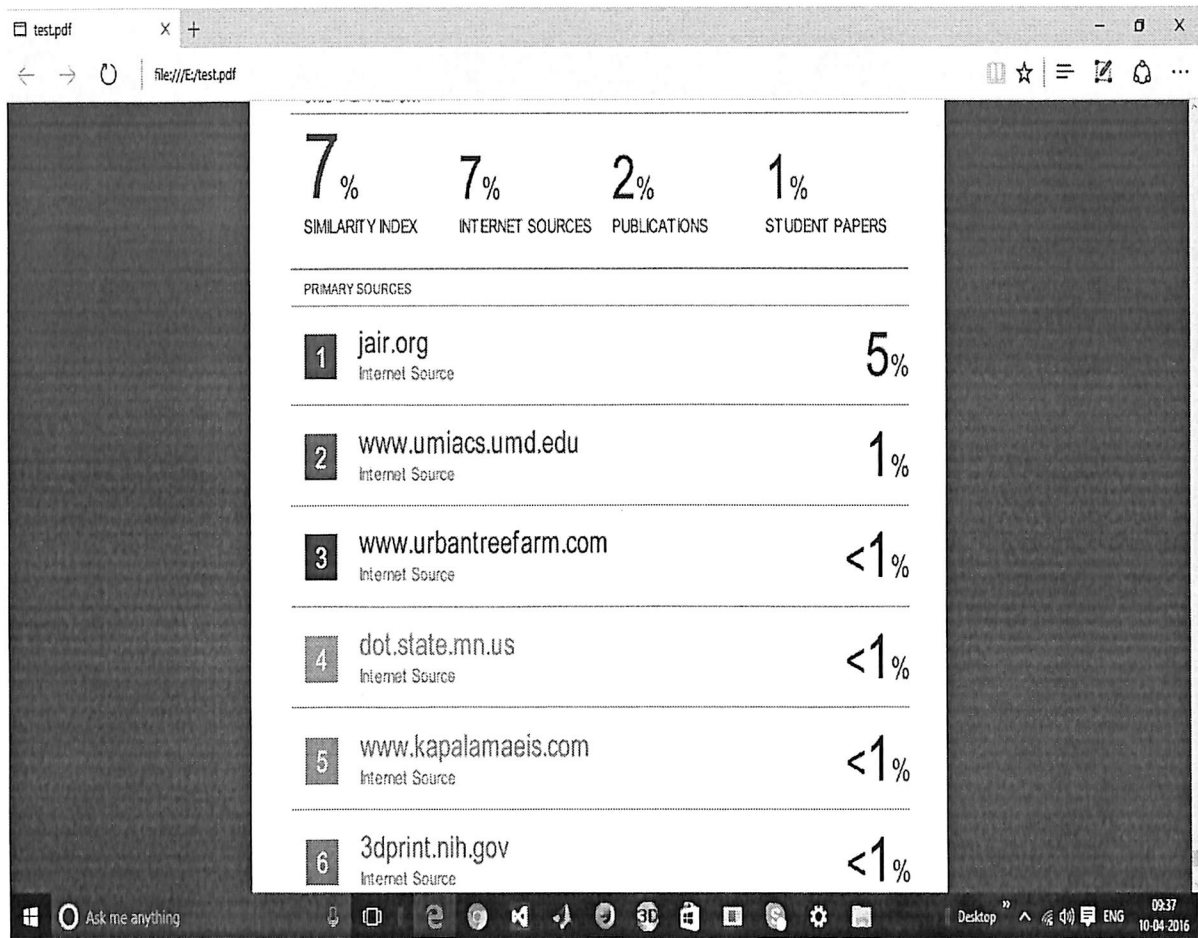 test.pdf
file:///E:/test.pdf
7%
SIMILARITY INDEX
7%
INTERNET SOURCES
2%
PUBLICATIONS
1%
STUDENT PAPERS
PRIMARY SOURCES
1
jair.org
Internet Source
5%
2
www.umiacs.umd.edu
Internet Source
1%
3
www.urbantreefarm.com
Internet Source
<1%
4
dot.state.mn.us
Internet Source
<1%
5
www.kapalamaeis.com
Internet Source
<1%
6
3dprint.nih.gov
Internet Source
<1%
Ask me anything
3D
Desktop
ENG
09:37
10-04-2016